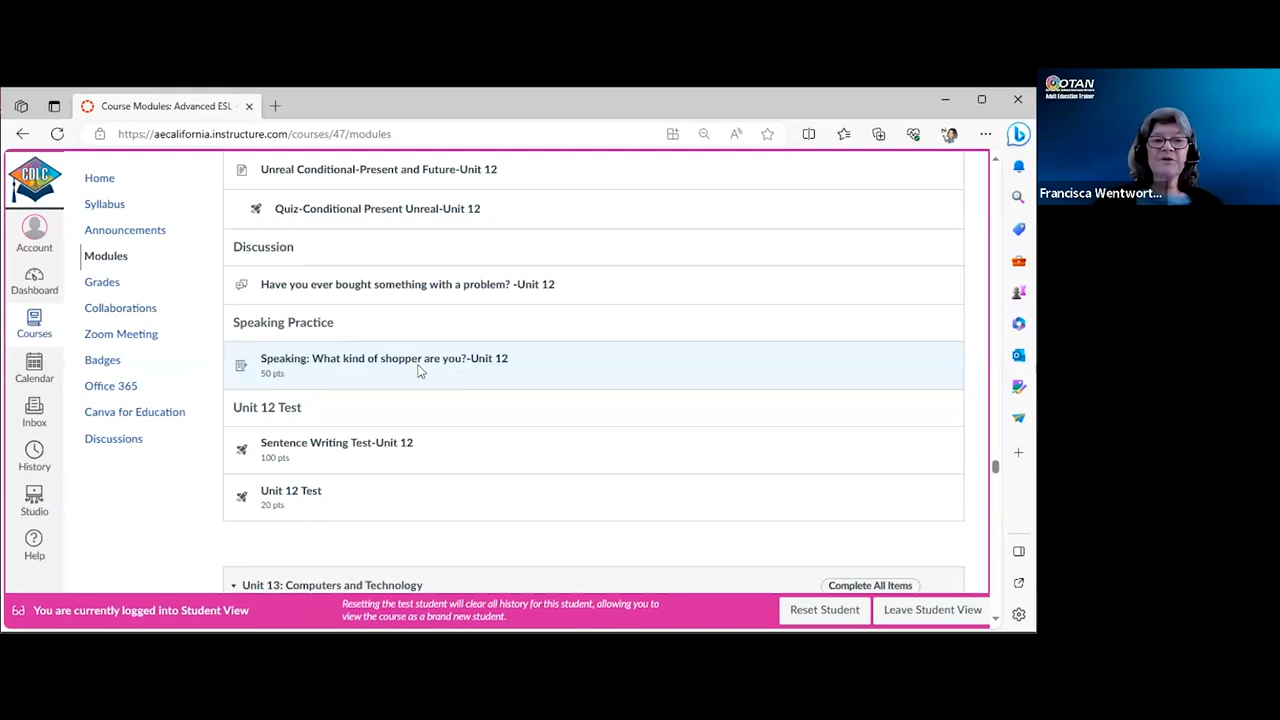 Course Modules: Advanced ESL
https://aecalifornia.instructure.com/courses/47/modules
CDLC
Account
Dashboard
Courses
Calendar
Inbox
History
Studio
Help
Home
Syllabus
Announcements
Modules
Grades
Collaborations
Zoom Meeting
Badges
Office 365
Canva for Education
Discussions
Unreal Conditional-Present and Future-Unit 12
Quiz-Conditional Present Unreal-Unit 12
Discussion
Have you ever bought something with a problem? -Unit 12
Speaking Practice
Speaking: What kind of shopper are you?-Unit 12
50 pts
Unit 12 Test
Sentence Writing Test-Unit 12
100 pts
Unit 12 Test
20 pts
Unit 13: Computers and Technology
Complete All Items
You are currently logged into Student View
Resetting the test student will clear all history for this student, allowing you to
view the course as a brand new student.
Reset Student
Leave Student View
OTAN
Adult Education Trainer
Francisca Wentwort...